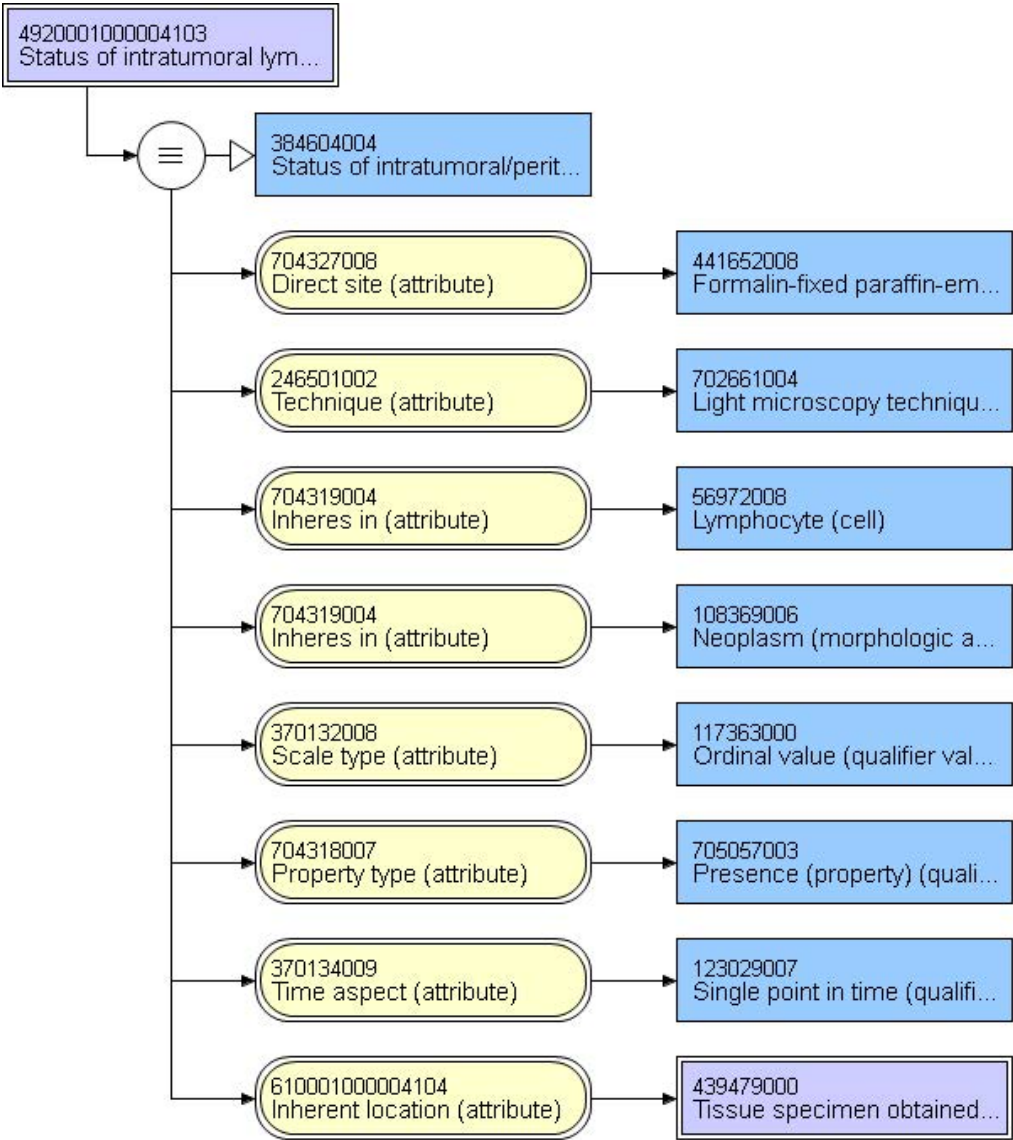 4920001000004103
Status of intratumoral lym...
384604004
Status of intratumoral/perit...
704327008
Direct site (attribute)
441652008
Formalin-fixed paraffin-em...
246501002
Technique (attribute)
702661004
Light microscopy techniqu...
704319004
Inheres in (attribute)
56972008
Lymphocyte (cell)
704319004
Inheres in (attribute)
108369006
Neoplasm (morphologic a...
370132008
Scale type (attribute)
117363000
Ordinal value (qualifier val...
704318007
Property type (attribute)
705057003
Presence (property) (quali...
370134009
Time aspect (attribute)
123029007
Single point in time (qualifi...
610001000004104
Inherent location (attribute)
439479000
Tissue specimen obtained...